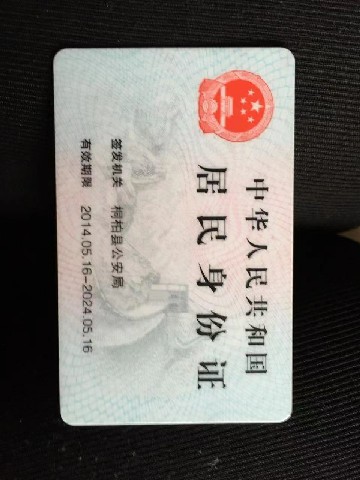 中华人民共和国
居民身份证
签发机关 桐柏县公安局
有效期限 2014.05.16-2024.05.16